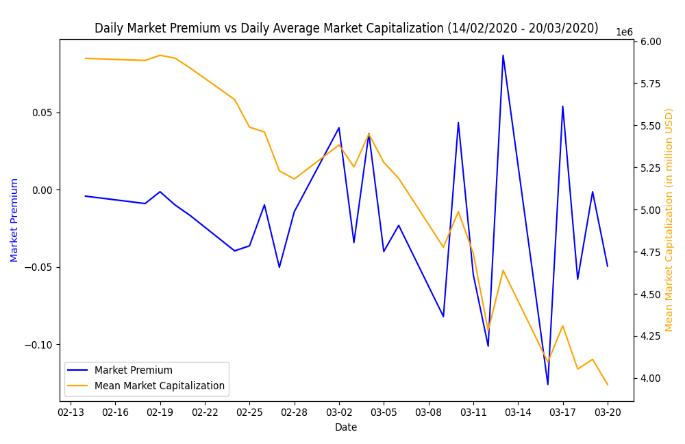 Daily Market Premium vs Daily Average Market Capitalization (14/02/2020 - 20/03/2020)
1e6
6.00
5.75
5.50
5.25
5.00
4.75
4.50
4.25
4.00
Mean Market Capitalization (in million USD)
0.05
0.00
−0.05
−0.10
Market Premium
Market Premium
Mean Market Capitalization
02-13 02-16 02-19 02-22 02-25 02-28 03-02 03-05 03-08 03-11 03-14 03-17 03-20
Date